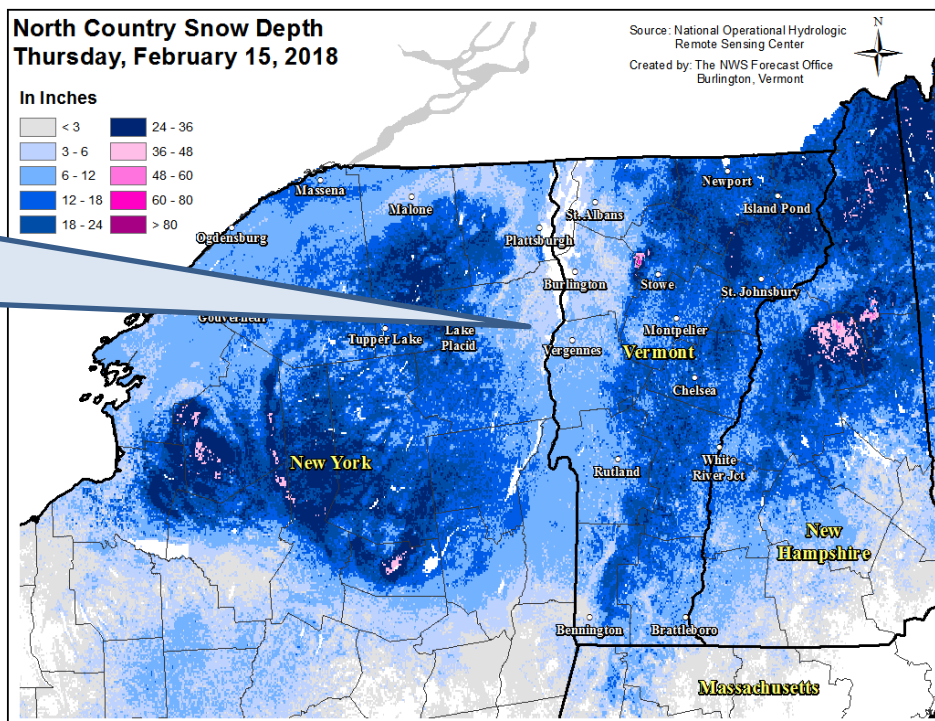 North Country Snow Depth
Thursday, February 15, 2018
Source: National Operational Hydrologic
Remote Sensing Center
Created by: The NWS Forecast Office
Burlington, Vermont
N
In Inches
< 3
24 - 36
3 - 6
36 - 48
6 - 12
48 - 60
12 - 18
60 - 80
18 - 24
> 80
Massena
Malone
Newport
Island Pond
St. Albans
Ogdensburg
Plattsburgh
Burlington
Stowe
St. Johnsbury
Gouverneur
Tupper Lake
Lake
Placid
Montpelier
Vergennes
Vermont
Chelsea
New York
Rutland
White
River Jct
New
Hampshire
Bennington
Brattleboro
Massachusetts